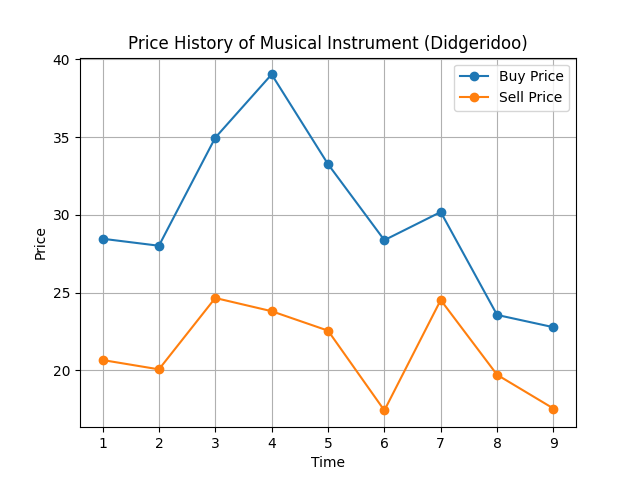 Price History of Musical Instrument (Didgeridoo)
Buy Price
Sell Price
40
35
30
25
20
Price
1 2 3 4 5 6 7 8 9
Time